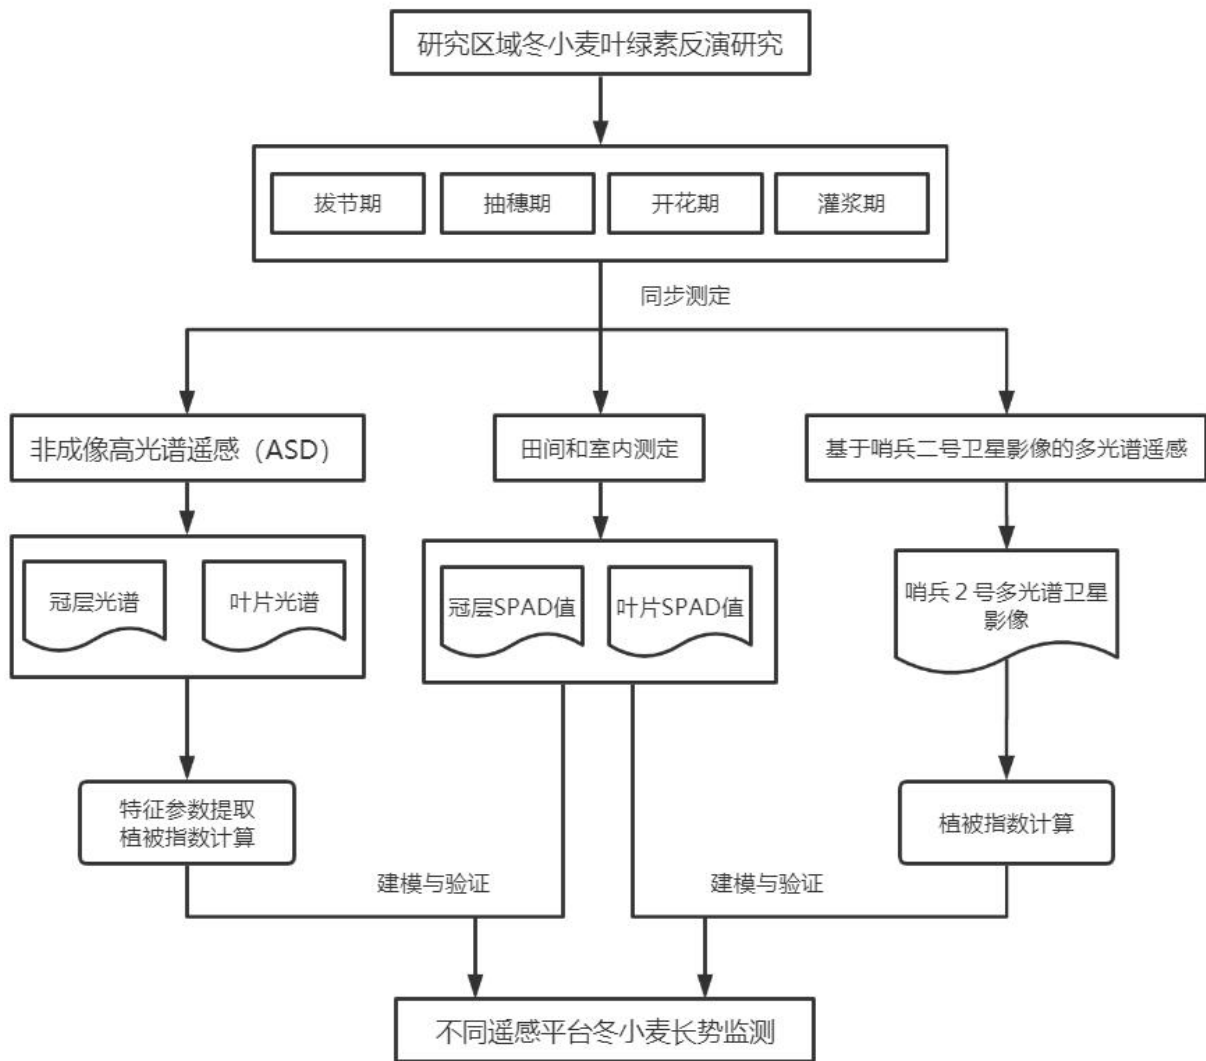 研究区域冬小麦叶绿素反演研究
拔节期
抽穗期
开花期
灌浆期
同步测定
非成像高光谱遥感（ASD）
田间和室内测定
基于哨兵二号卫星影像的多光谱遥感
冠层光谱
叶片光谱
冠层SPAD值
叶片SPAD值
哨兵２号多光谱卫星
影像
特征参数提取
植被指数计算
植被指数计算
建模与验证
建模与验证
不同遥感平台冬小麦长势监测